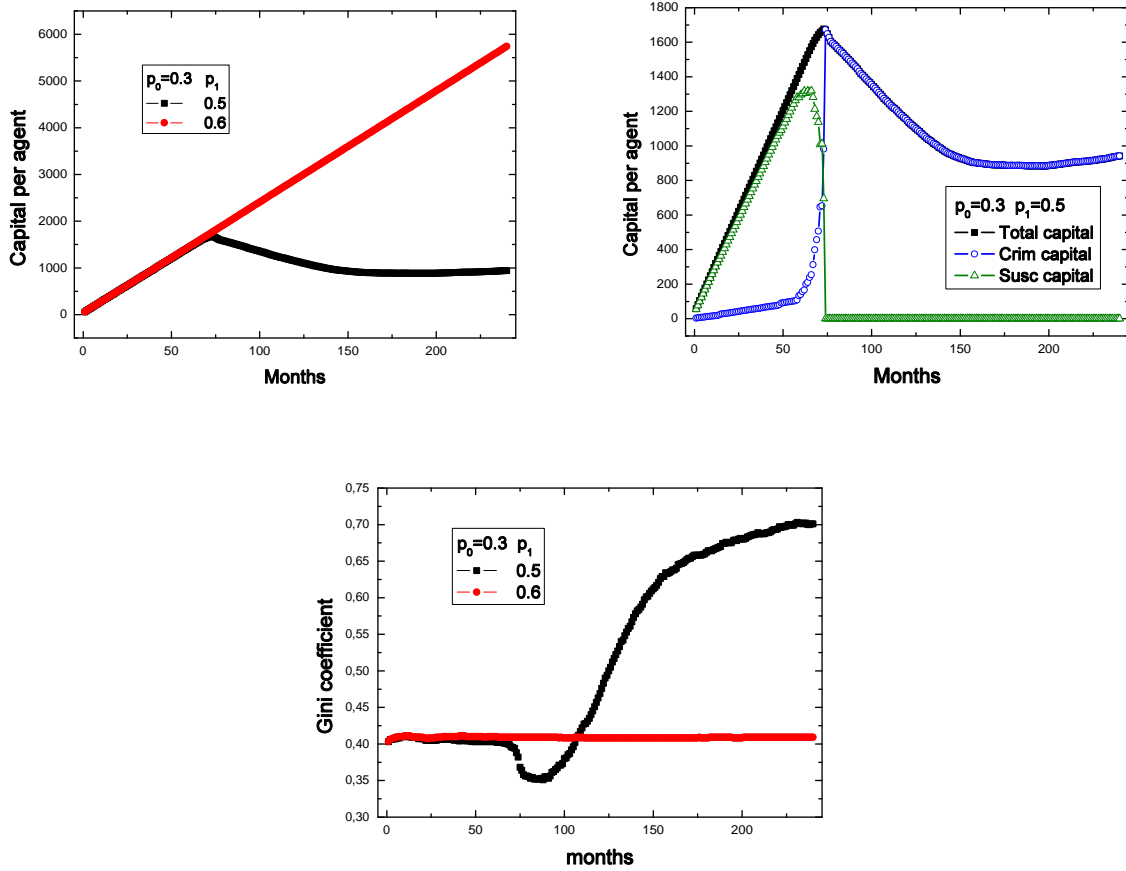 6000
5000
4000
3000
2000
1000
0
Capital per agent
p0=0.3 p1
0.5
0.6
0 50 100 150 200
Months
1800
1600
1400
1200
1000
800
600
400
200
0
Capital per agent
p0=0.3 p1=0.5
Total capital
Crim capital
Susc capital
0 50 100 150 200
Months
0,75
0,70
0,65
0,60
0,55
0,50
0,45
0,40
0,35
0,30
Gini coefficient
p0=0.3 p1
0.5
0.6
0 50 100 150 200
months